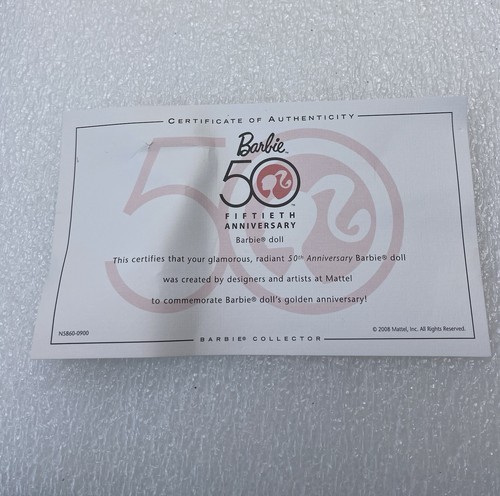 CERTIFICATE OF AUTHENTICITY
Barbie™
50™
FIFTIETH
ANNIVERSARY
Barbie® doll
This certifies that your glamorous, radiant 50th Anniversary Barbie® doll
was created by designers and artists at Mattel
to commemorate Barbie® doll's golden anniversary!
N5860-0900
© 2008 Mattel, Inc. All Rights Reserved.
BARBIE® COLLECTOR